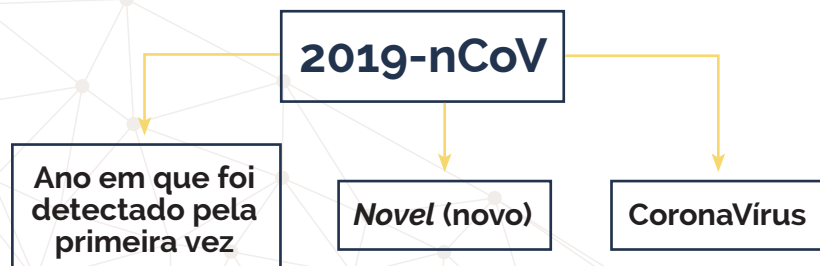 2019-nCoV
Ano em que foi
detectado pela
primeira vez
Novel (novo)
CoronaVírus